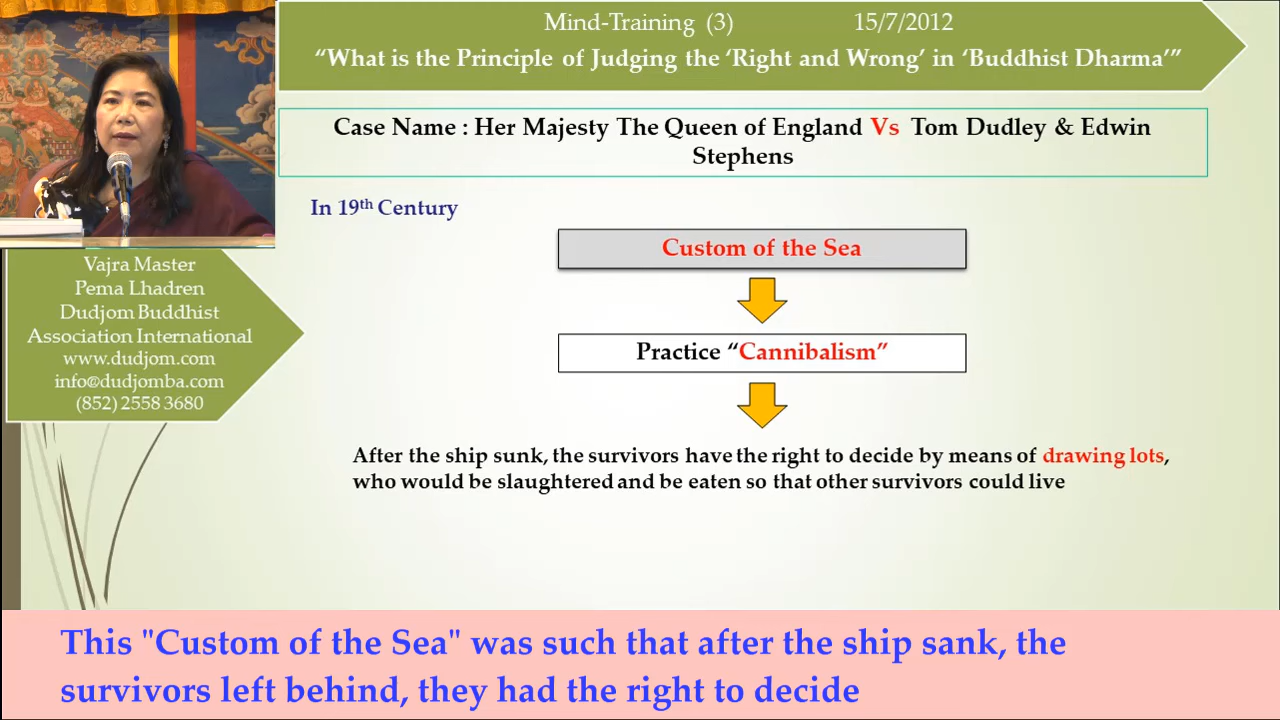 Mind-Training (3) 15/7/2012
“What is the Principle of Judging the ‘Right and Wrong’ in ‘Buddhist Dharma’”
Case Name : Her Majesty The Queen of England Vs Tom Dudley & Edwin
Stephens
In 19th Century
Custom of the Sea
Practice “Cannibalism”
After the ship sunk, the survivors have the right to decide by means of drawing lots,
who would be slaughtered and be eaten so that other survivors could live
Vajra Master
Pema Lhadren
Dudjom Buddhist
Association International
www.dudjom.com
info@dudjomba.com
(852) 2558 3680
This "Custom of the Sea" was such that after the ship sank, the
survivors left behind, they had the right to decide